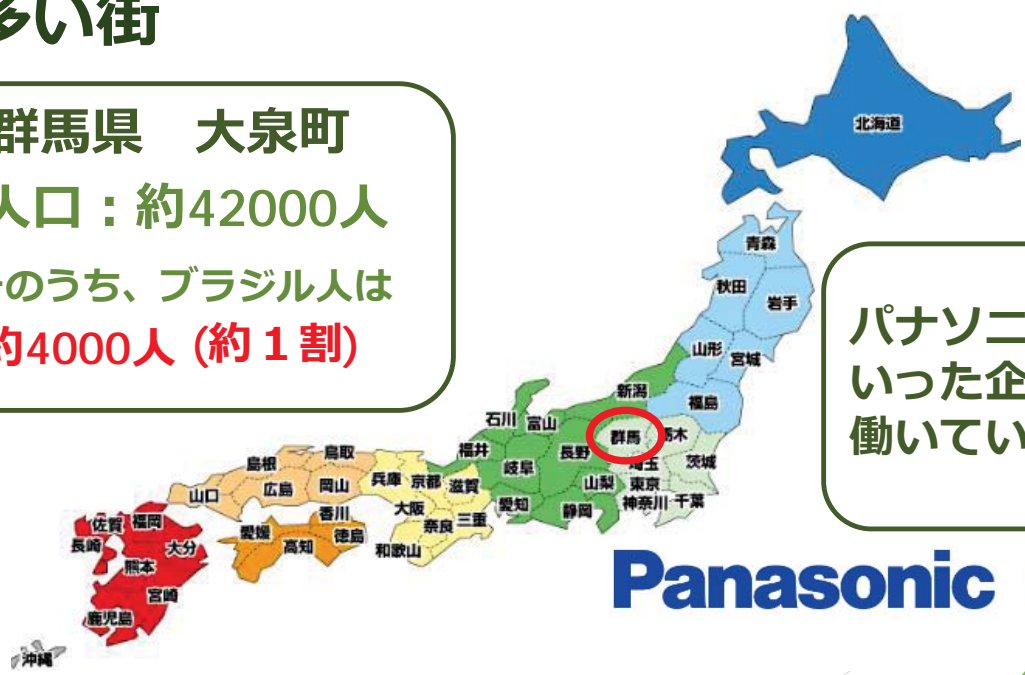 多い街
群馬県 大泉町
人口：約42000人
そのうち、ブラジル人は
約4000人 (約１割)
パナソニ
いった企
働いてい
北海道
青森
秋田
岩手
山形
宮城
新潟
福島
石川
富山
群馬
栃木
福井
長野
埼玉
茨城
岐阜
山梨
東京
愛知
静岡
神奈川
千葉
島根
鳥取
兵庫
京都
滋賀
山口
広島
岡山
大阪
奈良
三重
香川
和歌山
愛媛
高知
徳島
佐賀
福岡
長崎
大分
熊本
宮崎
鹿児島
沖縄
Panasonic